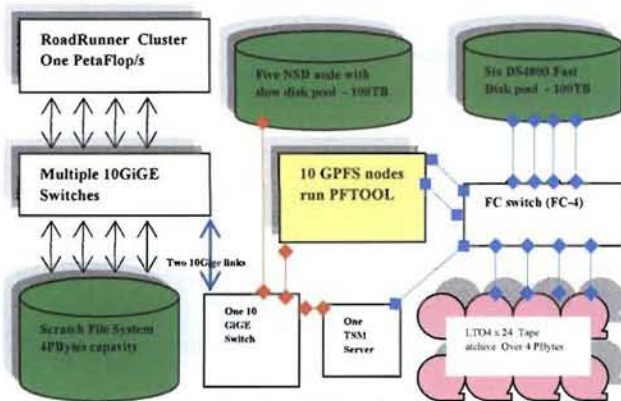 RoadRunner Cluster
One PetaFlop/s
Five NSD node with
slow disk pool - 100TB
Six DS4800 Fast
Disk pool - 100TB
Multiple 10GiGE
Switches
10 GPFS nodes
run PFTOOL
FC switch (FC-4)
Two 10Gige links
Scratch File System
4PBytes capacity
One 10
GiGE
Switch
One
TSM
Server
LTO4 x 24 Tape
atchive Over 4 PBytes